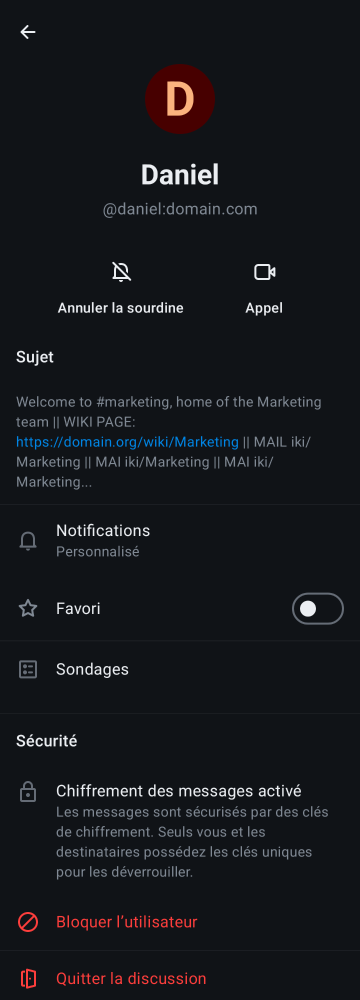 D
Daniel
@daniel:domain.com
Annuler la sourdine
Appel
Sujet
Welcome to #marketing, home of the Marketing
team || WIKI PAGE:
https://domain.org/wiki/Marketing || MAIL iki/
Marketing || MAI iki/Marketing || MAI iki/
Marketing...
Notifications
Personnalisé
Favori
Sondages
Sécurité
Chiffrement des messages activé
Les messages sont sécurisés par des clés
de chiffrement. Seuls vous et les
destinataires possédez les clés uniques
pour les déverrouiller.
Bloquer l’utilisateur
Quitter la discussion